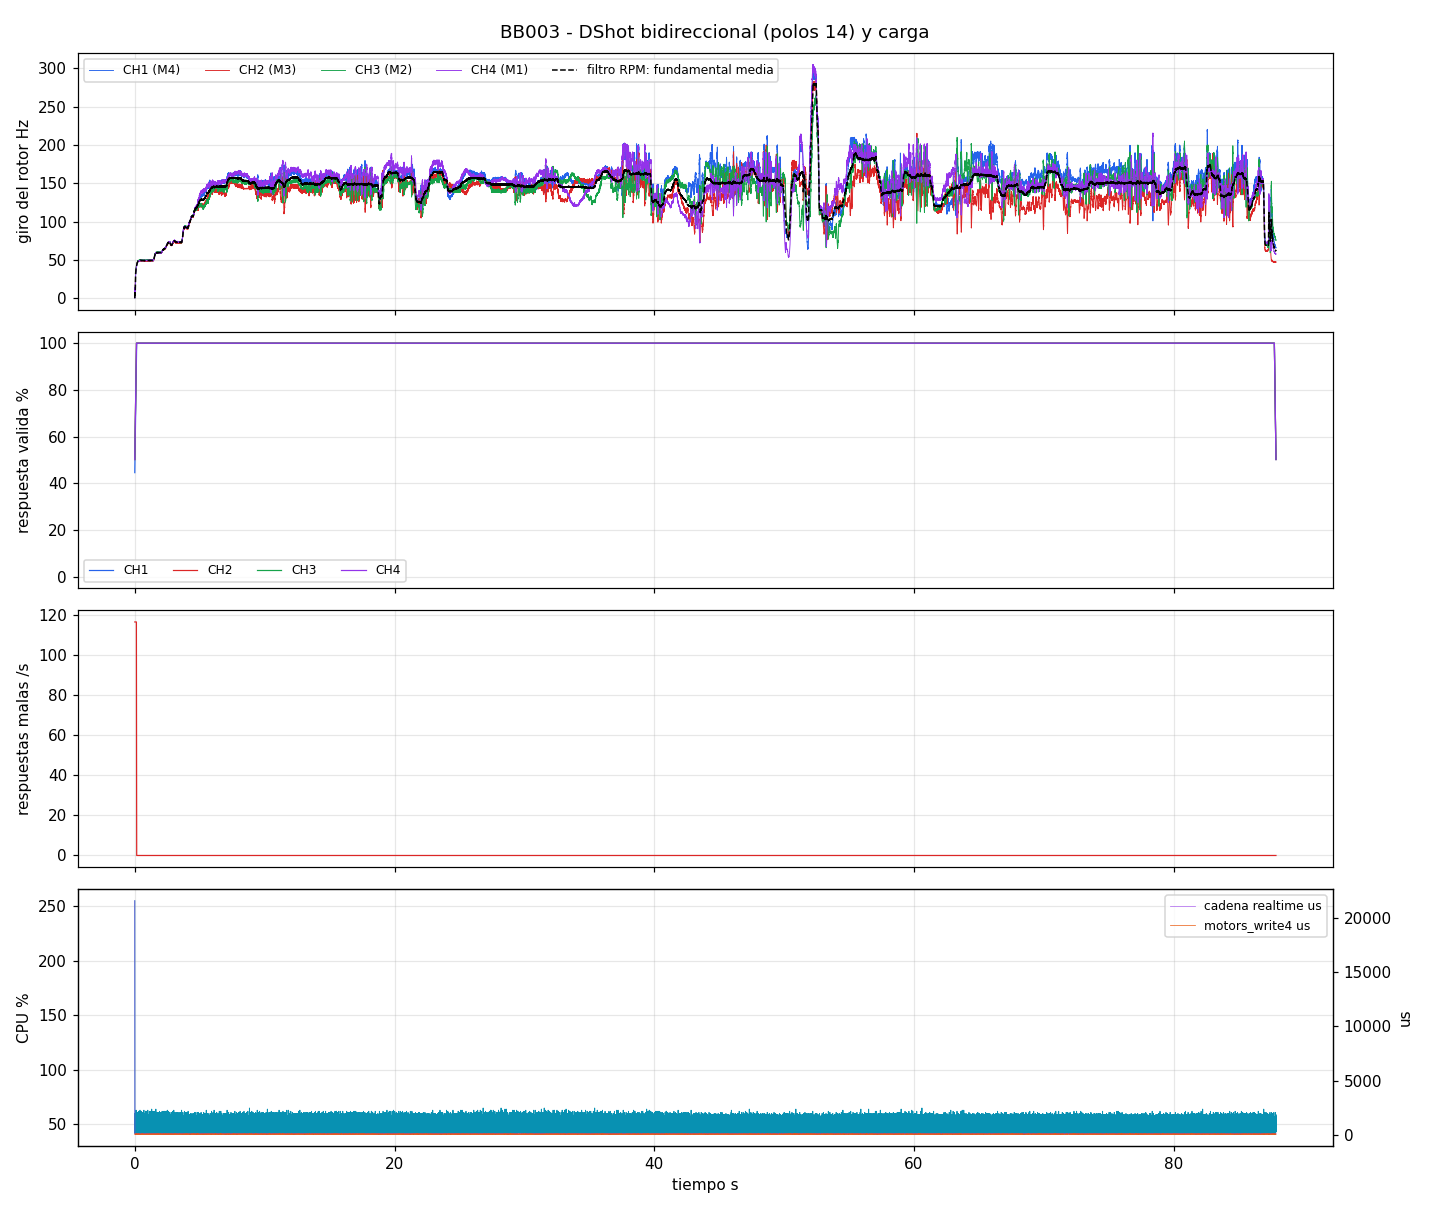 BB003 - DShot bidireccional (polos 14) y carga
CH1 (M4) CH2 (M3) CH3 (M2) CH4 (M1) filtro RPM: fundamental media
giro del rotor Hz
300
250
200
150
100
50
0
respuesta valida %
100
80
60
40
20
0
CH1 CH2 CH3 CH4
respuestas malas /s
120
100
80
60
40
20
0
CPU %
250
200
150
100
50
cadena realtime us
motors_write4 us
20000
15000
10000
5000
0
us
0 20 40 60 80
tiempo s